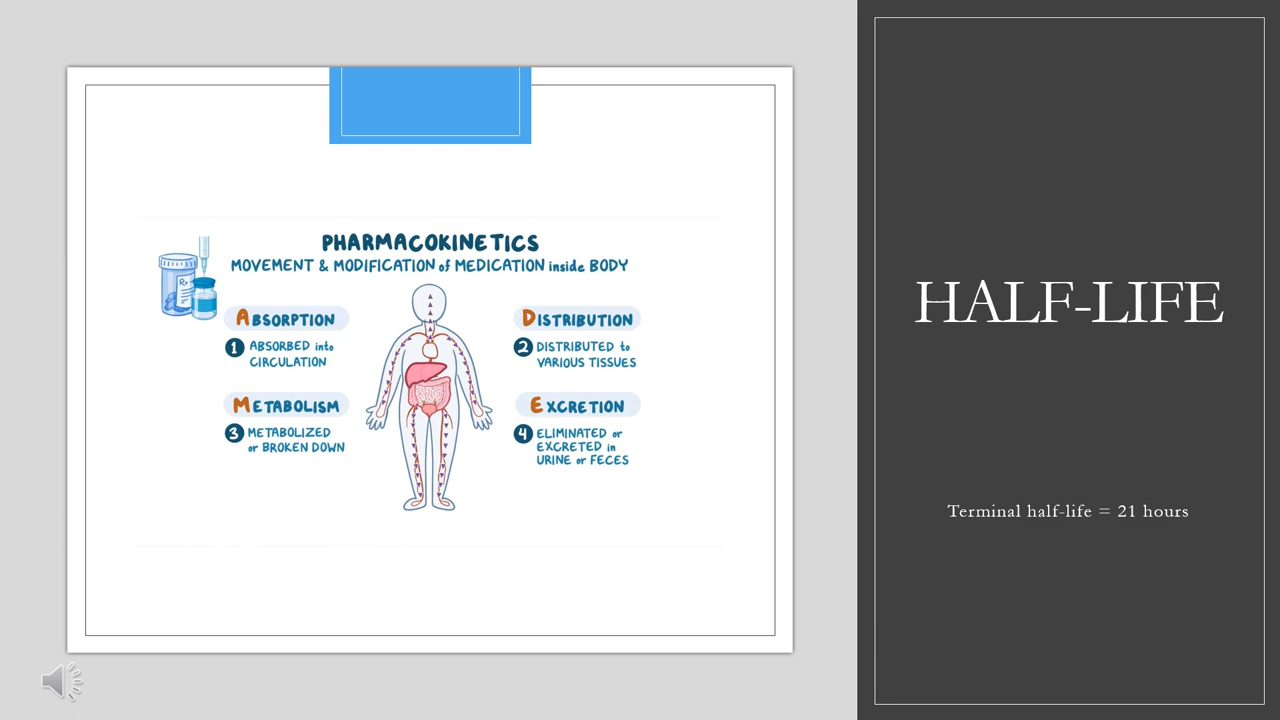 PHARMACOKINETICS
MOVEMENT & MODIFICATION of MEDICATION inside BODY
Rx
ABSORPTION
1 ABSORBED into
CIRCULATION
DISTRIBUTION
2 DISTRIBUTED to
VARIOUS TISSUES
METABOLISM
3 METABOLIZED
or BROKEN DOWN
EXCRETION
4 ELIMINATED or
EXCRETED in
URINE or FECES
HALF-LIFE
Terminal half-life = 21 hours